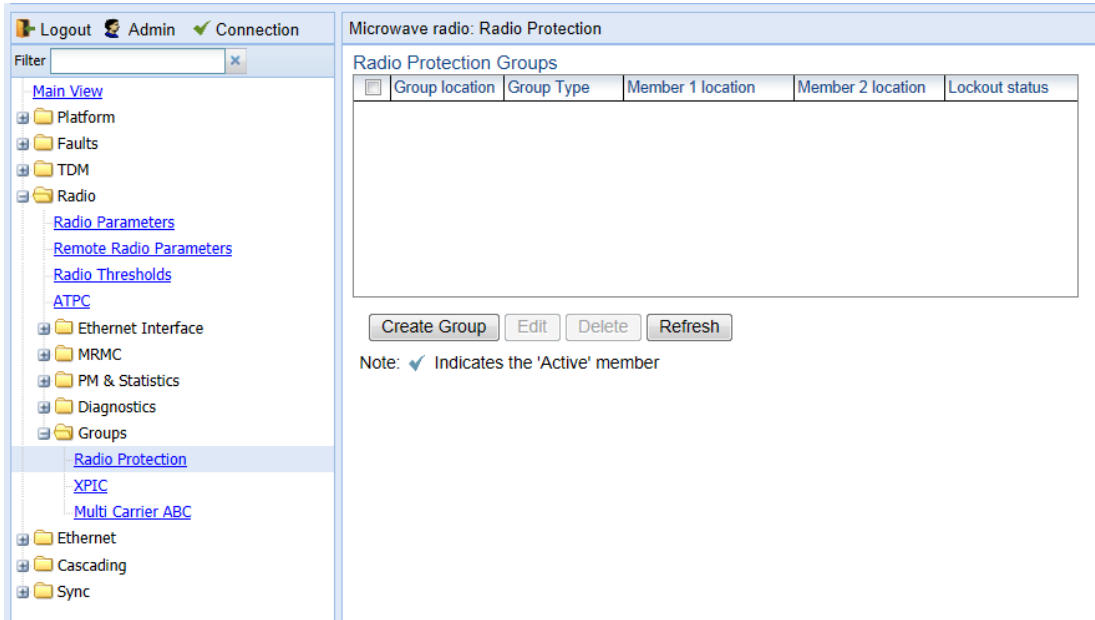 Logout Admin Connection
Filter
Main View
Platform
Faults
TDM
Radio
Radio Parameters
Remote Radio Parameters
Radio Thresholds
ATPC
Ethernet Interface
MRMC
PM & Statistics
Diagnostics
Groups
Radio Protection
XPIC
Multi Carrier ABC
Ethernet
Cascading
Sync
Microwave radio: Radio Protection
Radio Protection Groups
Group location Group Type Member 1 location Member 2 location Lockout status
Create Group Edit Delete Refresh
Note: ✓ Indicates the 'Active' member